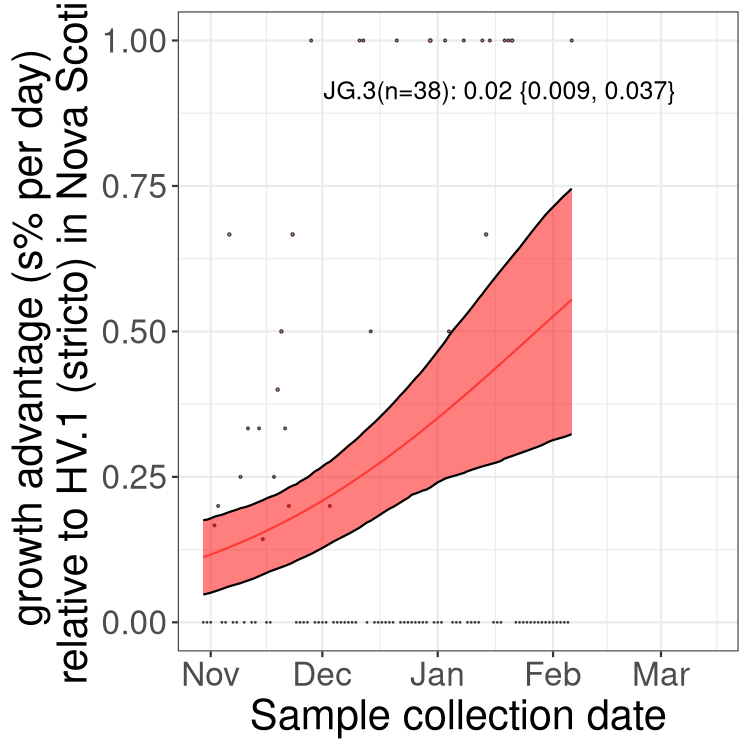 growth advantage (s% per day)
relative to HV.1 (stricto) in Nova Scoti
1.00
0.75
0.50
0.25
0.00
JG.3(n=38): 0.02 {0.009, 0.037}
Nov Dec Jan Feb Mar
Sample collection date